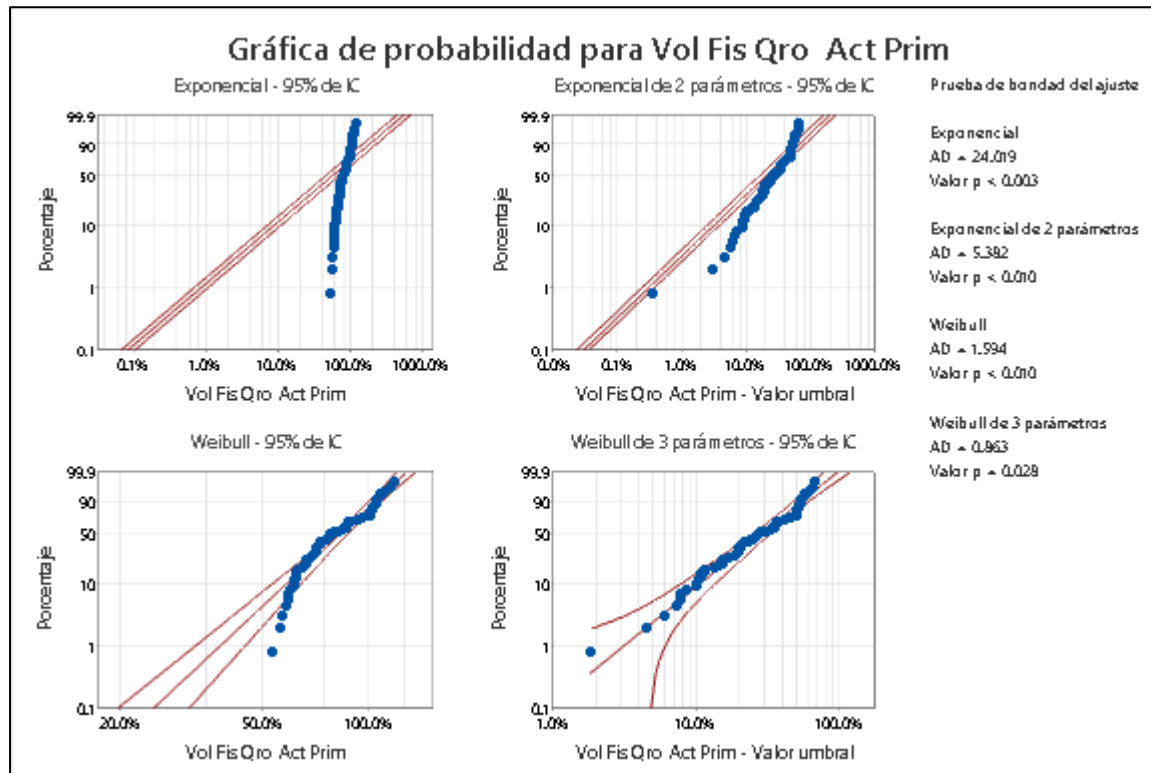 Gráfica de probabilidad para Vol Fis Qro Act Prim
Exponencial - 95% de IC
Exponencial de 2 parámetros - 95% de IC
Prueba de bondad del ajuste
Exponencial
AD = 24.019
Valor p < 0.003
Exponencial de 2 parámetros
AD = 5.382
Valor p < 0.010
Weibull
AD = 1.594
Valor p < 0.010
Weibull de 3 parámetros
AD = 0.863
Valor p = 0.028
Porcentaje
99.9
90
50
10
1
0.1
0.1% 1.0% 10.0% 100.0% 1000.0%
Vol Fis Qro Act Prim
Porcentaje
99.9
90
50
10
1
0.1
0.0% 0.1% 1.0% 10.0% 100.0% 1000.0%
Vol Fis Qro Act Prim - Valor umbral
Weibull - 95% de IC
Weibull de 3 parámetros - 95% de IC
Porcentaje
99.9
90
50
10
1
0.1
20.0% 50.0% 100.0%
Vol Fis Qro Act Prim
Porcentaje
99.9
90
50
10
1
0.1
1.0% 10.0% 100.0%
Vol Fis Qro Act Prim - Valor umbral